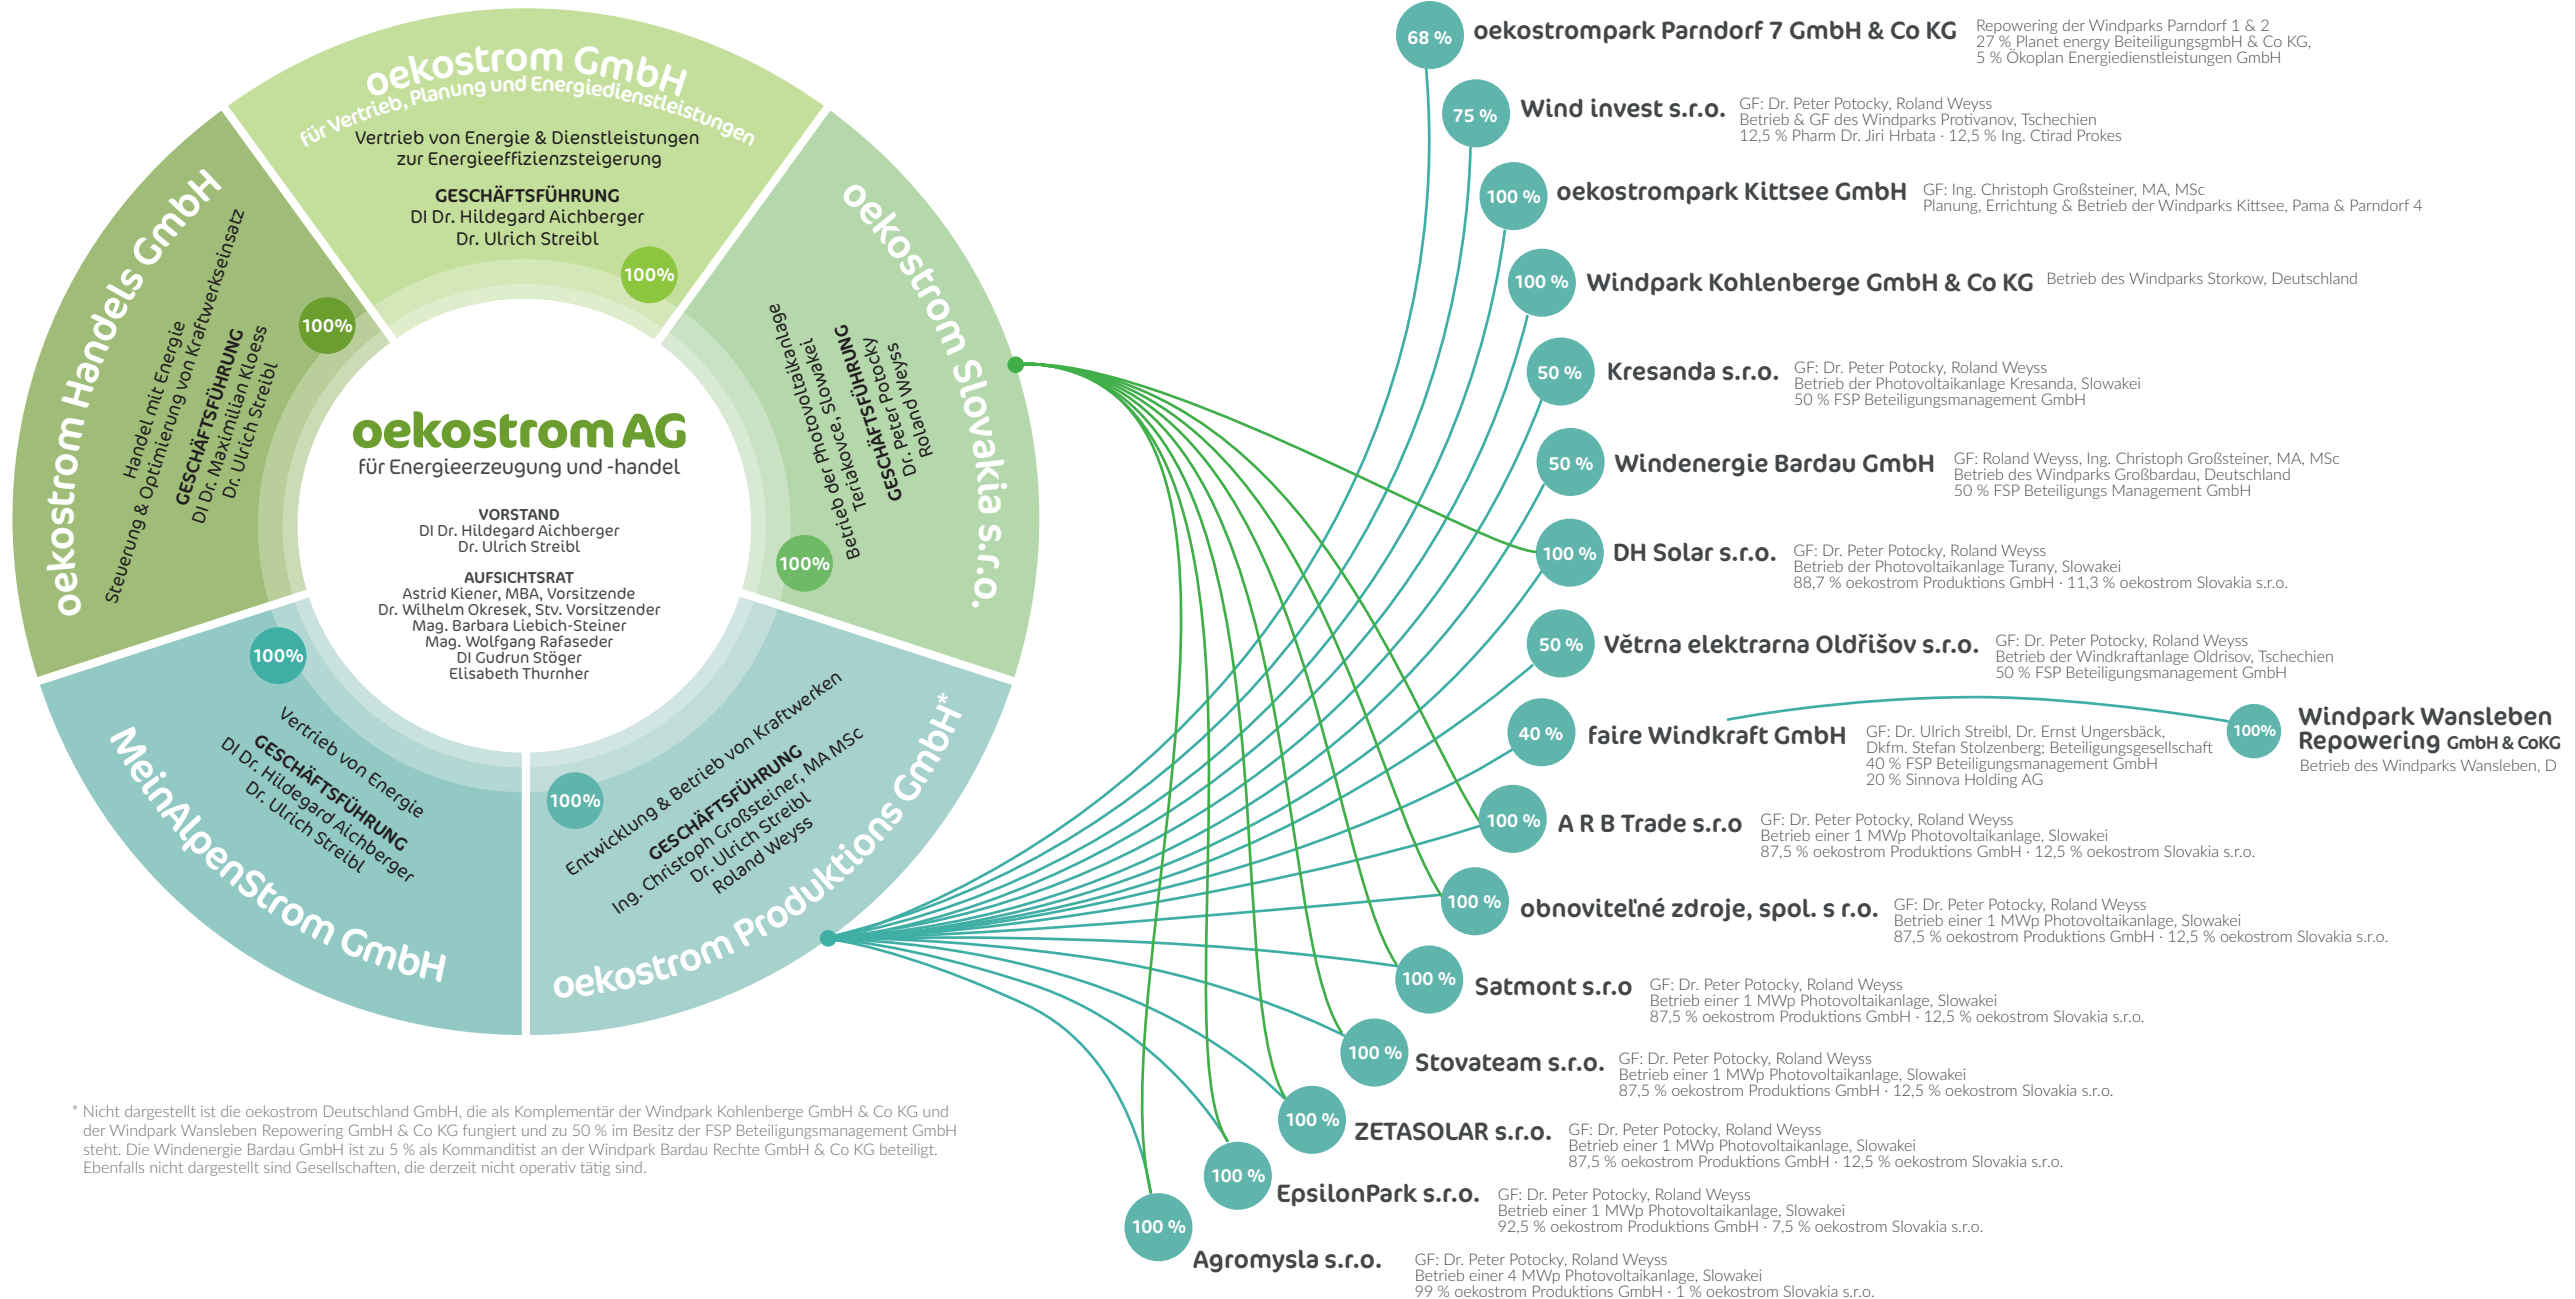 oekostrom GmbH
für Vertrieb, Planung und Energiedienstleistungen
Vertrieb von Energie & Dienstleistungen
zur Energieeffizienzsteigerung
GESCHÄFTSFÜHRUNG
DI Dr. Hildegard Aichberger
Dr. Ulrich Streibl
100%
oekostrom Handels GmbH
Handel mit Energie
Steuerung & Optimierung von Kraftwerkseinsatz
GESCHÄFTSFÜHRUNG
DI Dr. Maximilian Kloess
Dr. Ulrich Streibl
100%
oekostrom Slovakia s.r.o.
Betrieb der Photovoltaikanlage
Teriakovce, Slowakei
GESCHÄFTSFÜHRUNG
Dr. Peter Pototcky
Roland Weyss
100%
oekostrom AG
für Energieerzeugung und -handel
VORSTAND
DI Dr. Hildegard Aichberger
Dr. Ulrich Streibl
AUFSICHTSRAT
Astrid Kiener, MBA, Vorsitzende
Dr. Wilhelm Okresek, Stv. Vorsitzender
Mag. Barbara Liebich-Steiner
Mag. Wolfgang Rafaseder
DI Gudrun Stöger
Elisabeth Thurnher
MeinAlpenStrom GmbH
Vertrieb von Energie
GESCHÄFTSFÜHRUNG
DI Dr. Hildegard Aichberger
Dr. Ulrich Streibl
100%
oekostrom Produktions GmbH*
Entwicklung & Betrieb von Kraftwerken
GESCHÄFTSFÜHRUNG
Ing. Christoph Großsteiner, MA MSc
Dr. Ulrich Streibl
Roland Weyss
100%
68 %
oekostrompark Parndorf 7 GmbH & Co KG
Repowering der Windparks Parndorf 1 & 2
27 % Planet energy BeiteiligungsgmbH & Co KG,
5 % Ökoplan Energiedienstleistungen GmbH
75 %
Wind invest s.r.o.
GF: Dr. Peter Potocky, Roland Weyss
Betrieb & GF des Windparks Protivanov, Tschechien
12,5 % Pharm Dr. Jiri Hrbata · 12,5 % Ing. Ctirad Prokes
100 %
oekostrompark Kittsee GmbH
GF: Ing. Christoph Großsteiner, MA, MSc
Planung, Errichtung & Betrieb der Windparks Kittsee, Pama & Parndorf 4
100 %
Windpark Kohlenberge GmbH & Co KG
Betrieb des Windparks Storkow, Deutschland
50 %
Kresanda s.r.o.
GF: Dr. Peter Potocky, Roland Weyss
Betrieb der Photovoltaikanlage Kresanda, Slowakei
50 % FSP Beteiligungsmanagement GmbH
50 %
Windenergie Bardau GmbH
GF: Roland Weyss, Ing. Christoph Großsteiner, MA, MSc
Betrieb des Windparks Großbardau, Deutschland
50 % FSP Beteiligungs Management GmbH
100 %
DH Solar s.r.o.
GF: Dr. Peter Potocky, Roland Weyss
Betrieb der Photovoltaikanlage Turany, Slowakei
88,7 % oekostrom Produktions GmbH · 11,3 % oekostrom Slovakia s.r.o.
50 %
Větrna elektrarna Oldřišov s.r.o.
GF: Dr. Peter Potocky, Roland Weyss
Betrieb der Windkraftanlage Oldrisov, Tschechien
50 % FSP Beteiligungsmanagement GmbH
40 %
faire Windkraft GmbH
GF: Dr. Ulrich Streibl, Dr. Ernst Ungersbäck,
Dkfm. Stefan Stolzenberg; Beteiligungsgesellschaft
40 % FSP Beteiligungsmanagement GmbH
20 % Sinnova Holding AG
100%
Windpark Wansleben
Repowering GmbH & CoKG
Betrieb des Windparks Wansleben, D
100 %
A R B Trade s.r.o
GF: Dr. Peter Potocky, Roland Weyss
Betrieb einer 1 MWp Photovoltaikanlage, Slowakei
87,5 % oekostrom Produktions GmbH · 12,5 % oekostrom Slovakia s.r.o.
100 %
obnoviteľné zdroje, spol. s r.o.
GF: Dr. Peter Potocky, Roland Weyss
Betrieb einer 1 MWp Photovoltaikanlage, Slowakei
87,5 % oekostrom Produktions GmbH · 12,5 % oekostrom Slovakia s.r.o.
100 %
Satmont s.r.o
GF: Dr. Peter Potocky, Roland Weyss
Betrieb einer 1 MWp Photovoltaikanlage, Slowakei
87,5 % oekostrom Produktions GmbH · 12,5 % oekostrom Slovakia s.r.o.
100 %
Stovateam s.r.o.
GF: Dr. Peter Potocky, Roland Weyss
Betrieb einer 1 MWp Photovoltaikanlage, Slowakei
87,5 % oekostrom Produktions GmbH · 12,5 % oekostrom Slovakia s.r.o.
100 %
ZETASOLAR s.r.o.
GF: Dr. Peter Potocky, Roland Weyss
Betrieb einer 1 MWp Photovoltaikanlage, Slowakei
87,5 % oekostrom Produktions GmbH · 12,5 % oekostrom Slovakia s.r.o.
100 %
EpsilonPark s.r.o.
GF: Dr. Peter Potocky, Roland Weyss
Betrieb einer 1 MWp Photovoltaikanlage, Slowakei
92,5 % oekostrom Produktions GmbH · 7,5 % oekostrom Slovakia s.r.o.
100 %
Agromysla s.r.o.
GF: Dr. Peter Potocky, Roland Weyss
Betrieb einer 4 MWp Photovoltaikanlage, Slowakei
99 % oekostrom Produktions GmbH · 1 % oekostrom Slovakia s.r.o.
* Nicht dargestellt ist die oekostrom Deutschland GmbH, die als Komplementär der Windpark Kohlenberge GmbH & Co KG und
der Windpark Wansleben Repowering GmbH & Co KG fungiert und zu 50 % im Besitz der FSP Beteiligungsmanagement GmbH
steht. Die Windenergie Bardau GmbH ist zu 5 % als Kommanditist an der Windpark Bardau Rechte GmbH & Co KG beteiligt.
Ebenfalls nicht dargestellt sind Gesellschaften, die derzeit nicht operativ tätig sind.